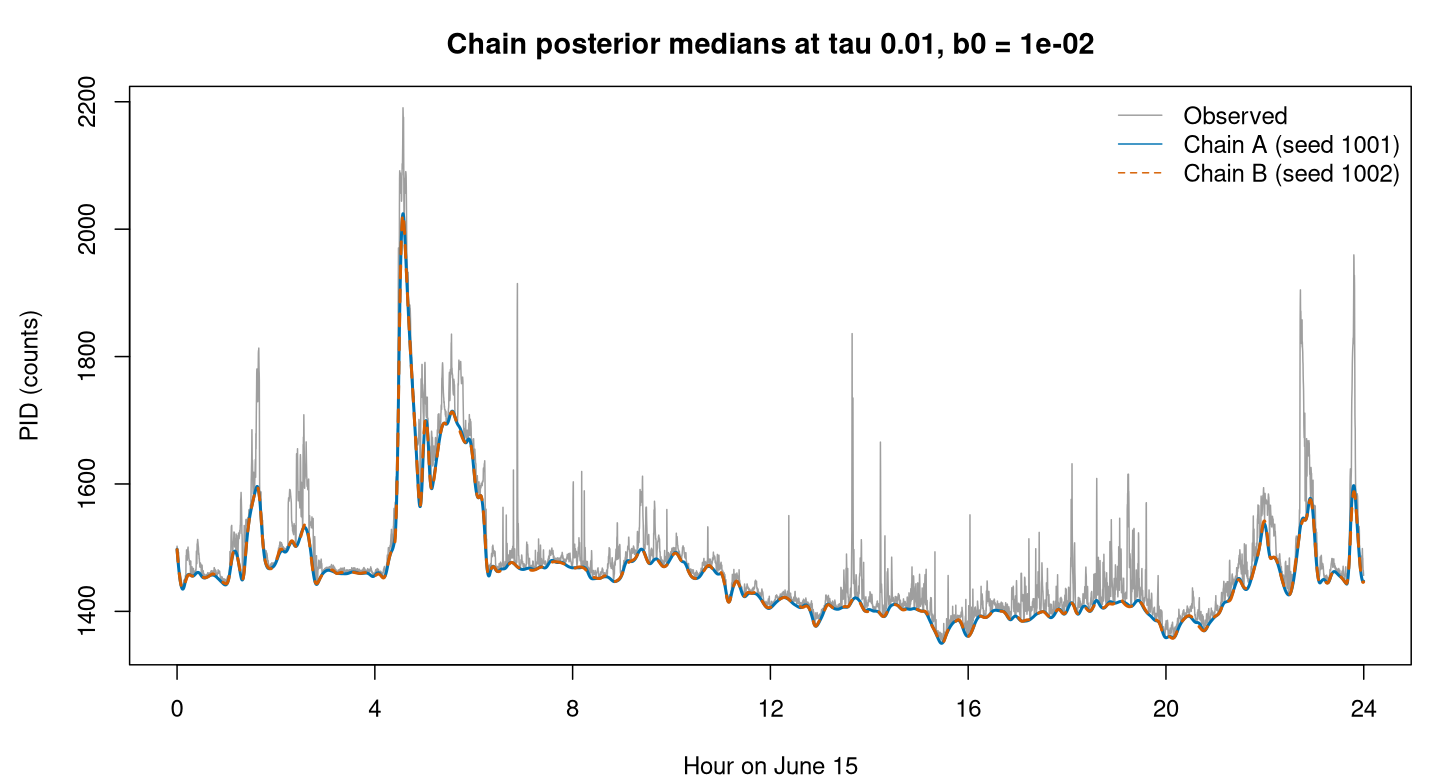 Chain posterior medians at tau 0.01, b0 = 1e-02
Observed
Chain A (seed 1001)
Chain B (seed 1002)
PID (counts)
2200
2000
1800
1600
1400
0 4 8 12 16 20 24
Hour on June 15